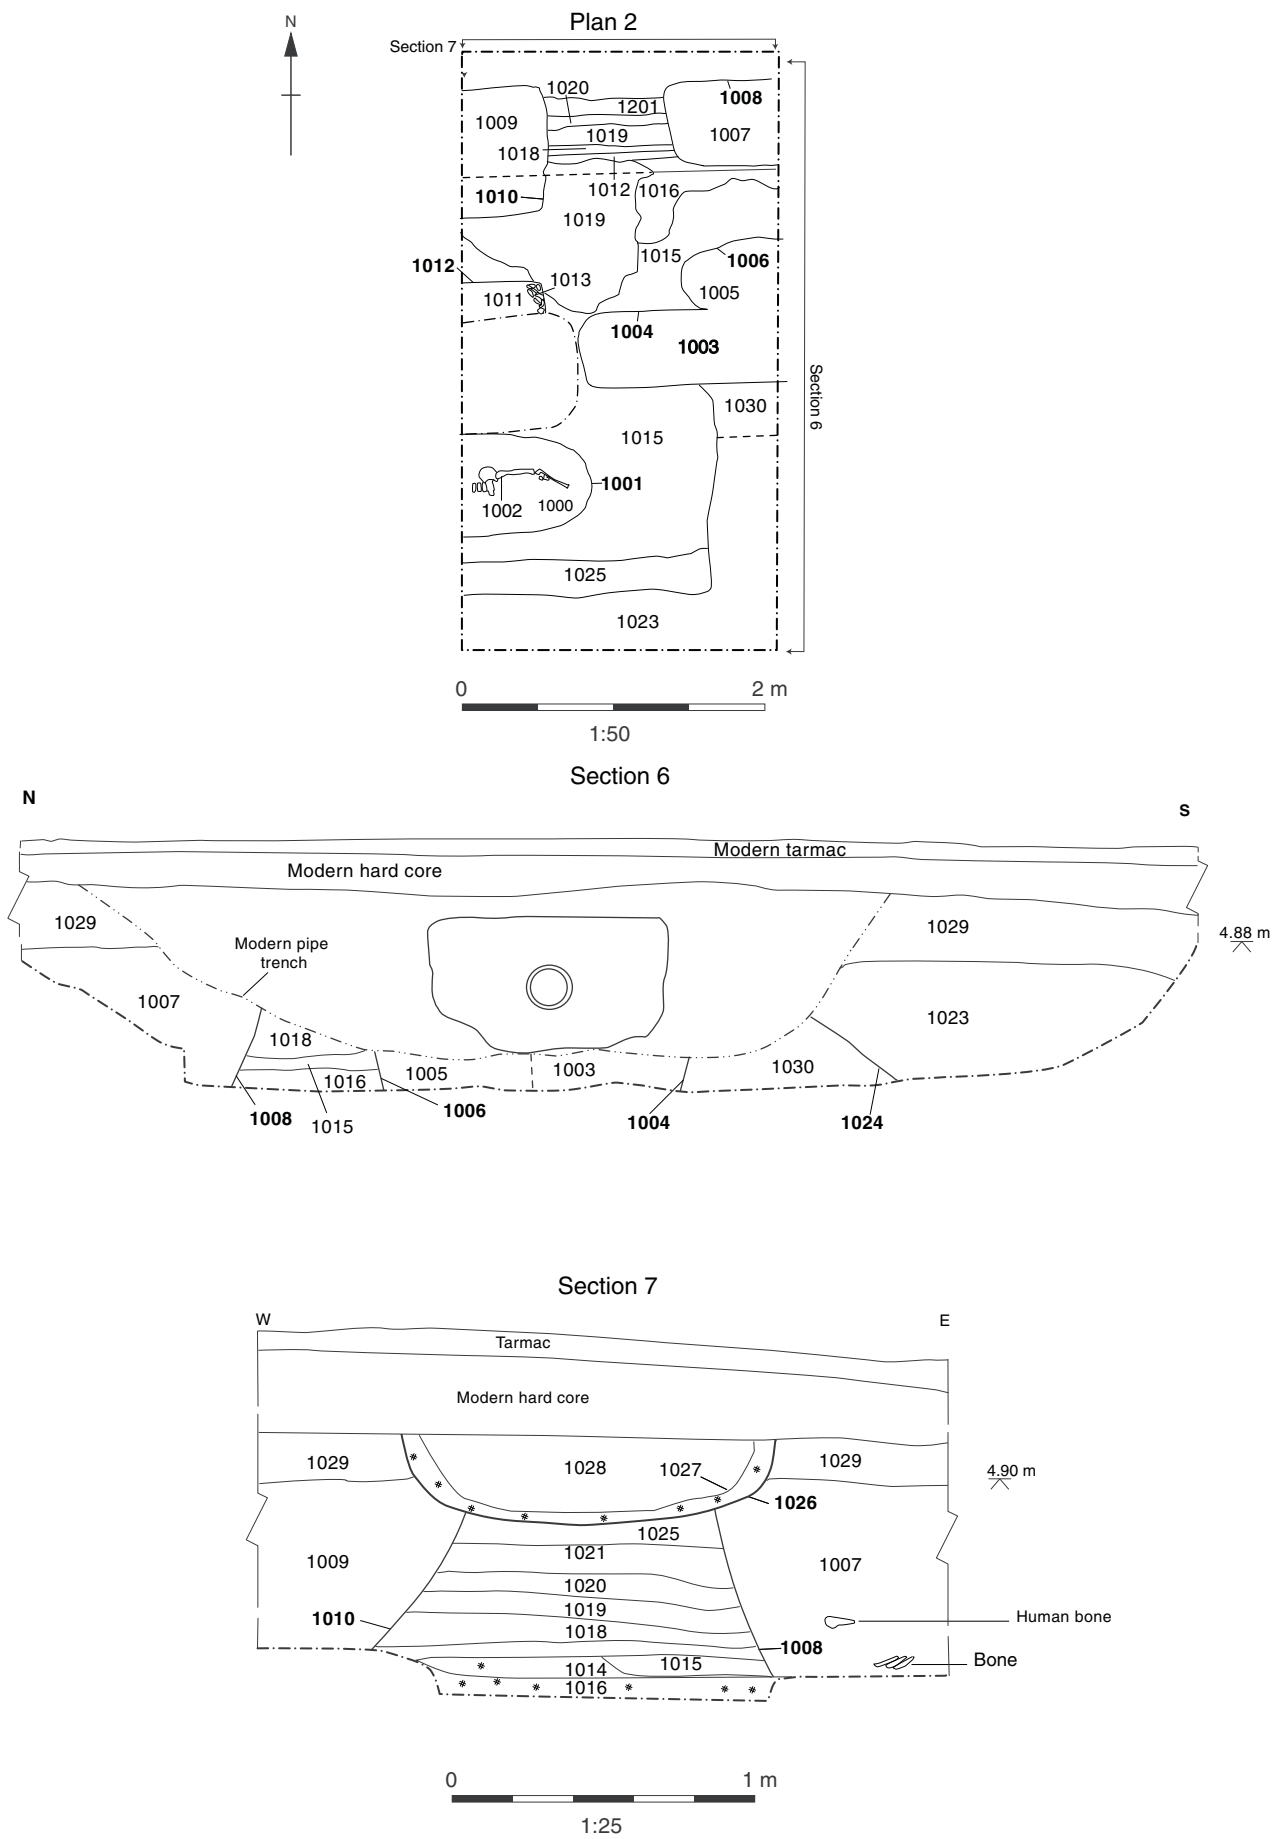 Plan 2
N
Section 7
1020
1008
1201
1009
1007
1019
1018
1012
1016
1010
1019
1015
1006
1012
1013
1005
1011
1004
1003
Section 6
1030
1015
1001
1002
1000
1025
1023
0
2 m
1:50
Section 6
N
S
Modern tarmac
Modern hard core
1029
1029
4.88 m
Modern pipe
trench
1007
1023
1018
1005
1003
1030
1016
1008
1006
1004
1024
1015
Section 7
W
E
Tarmac
Modern hard core
1029
1028
1027
1029
4.90 m
1026
1025
1021
1009
1007
1020
1019
1010
Human bone
1018
1008
1015
Bone
1014
1016
0
1 m
1:25